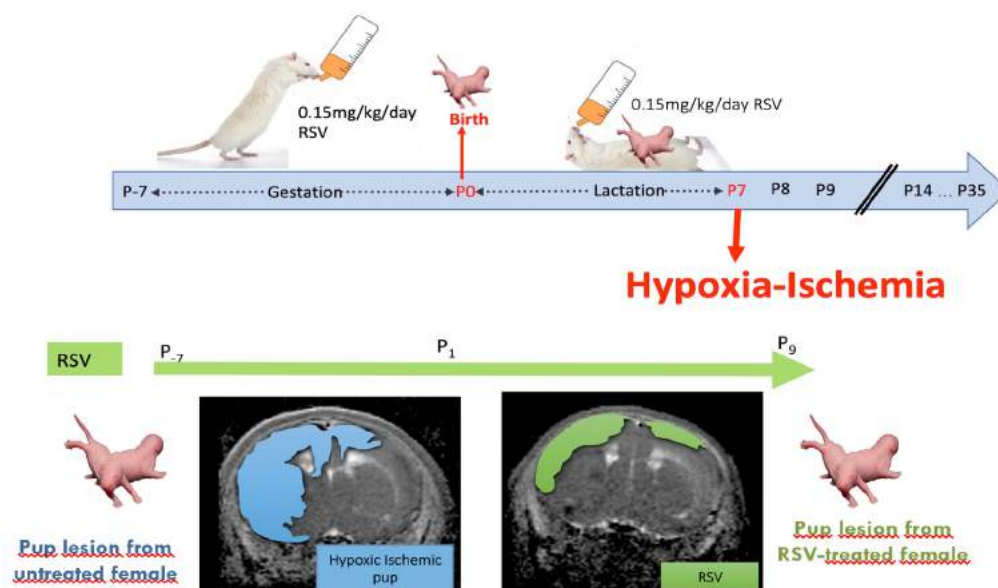 0.15mg/kg/day
RSV
Birth
0.15mg/kg/day RSV
P-7 Gestation P0 Lactation P7 P8 P9 P14 ... P35
Hypoxia-Ischemia
RSV
P-7 P1 P9
Pup lesion from
untreated female
Hypoxic Ischemic
pup
RSV
Pup lesion from
RSV-treated female